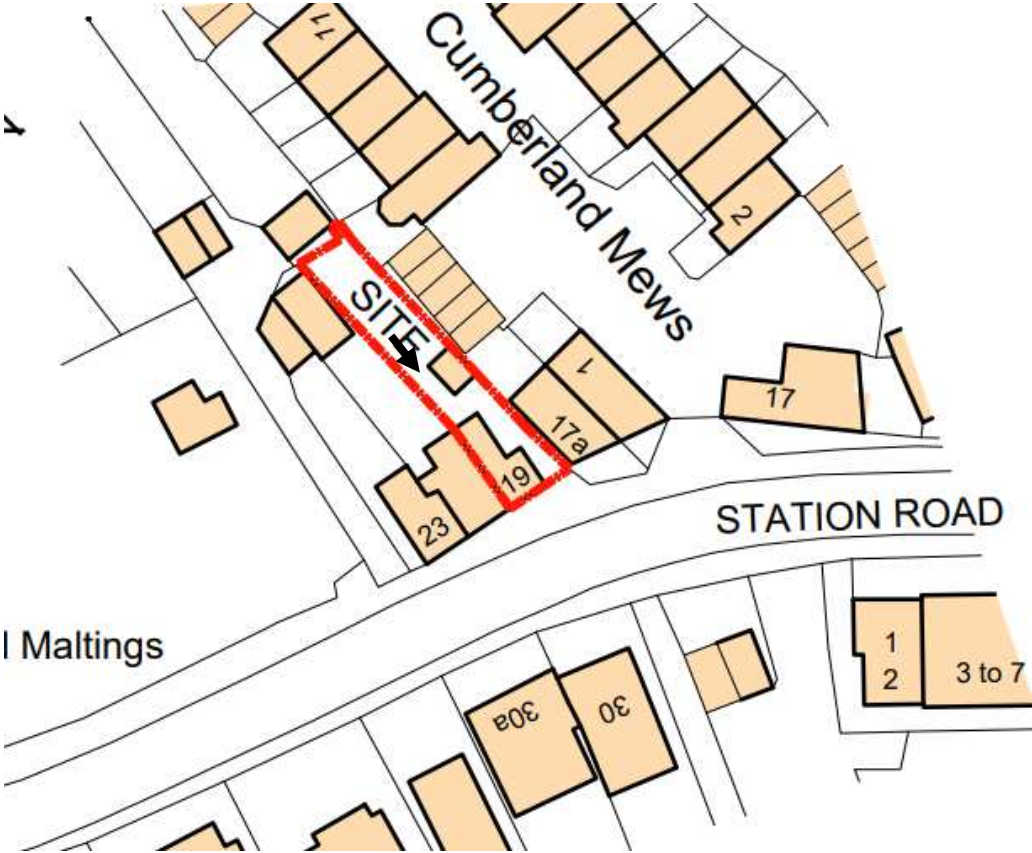 11
Cumberland Mews
2
SITE
1
17
17a
19
23
STATION ROAD
Maltings
1
2
3 to 7
30a
30